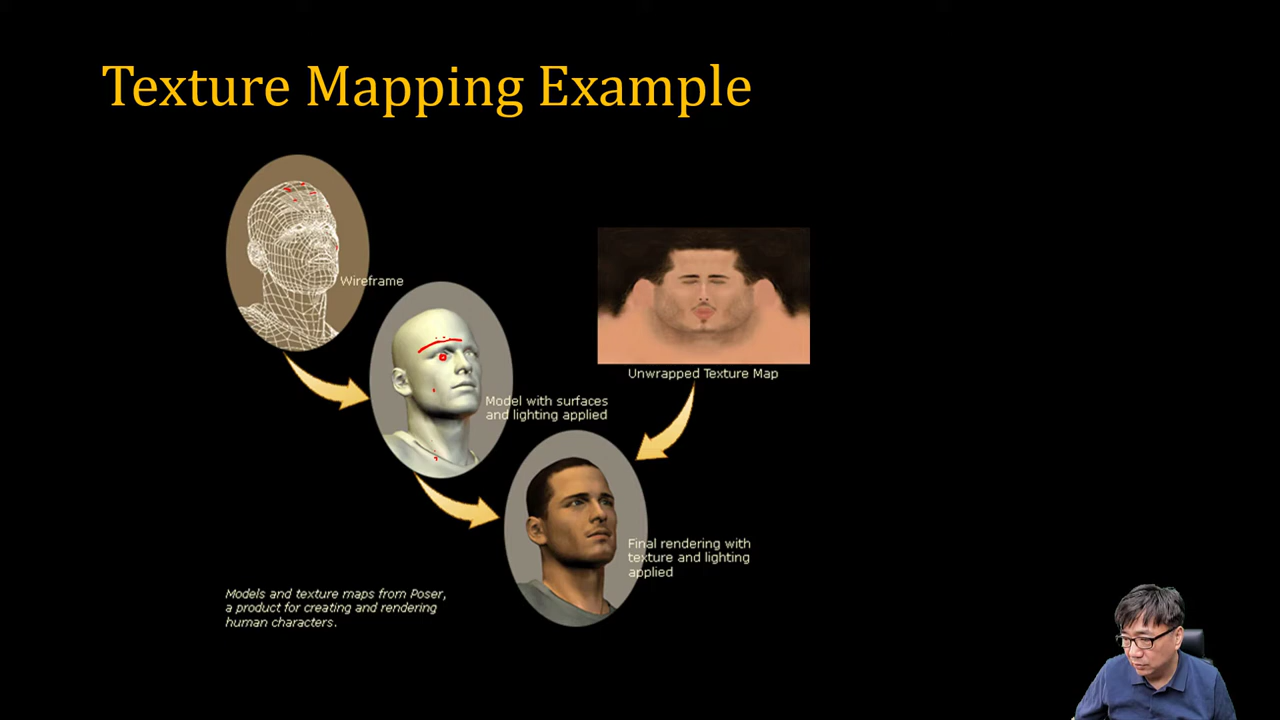 Texture Mapping Example
Wireframe
Model with surfaces
and lighting applied
Unwrapped Texture Map
Final rendering with
texture and lighting
applied
Models and texture maps from Poser,
a product for creating and rendering
human characters.